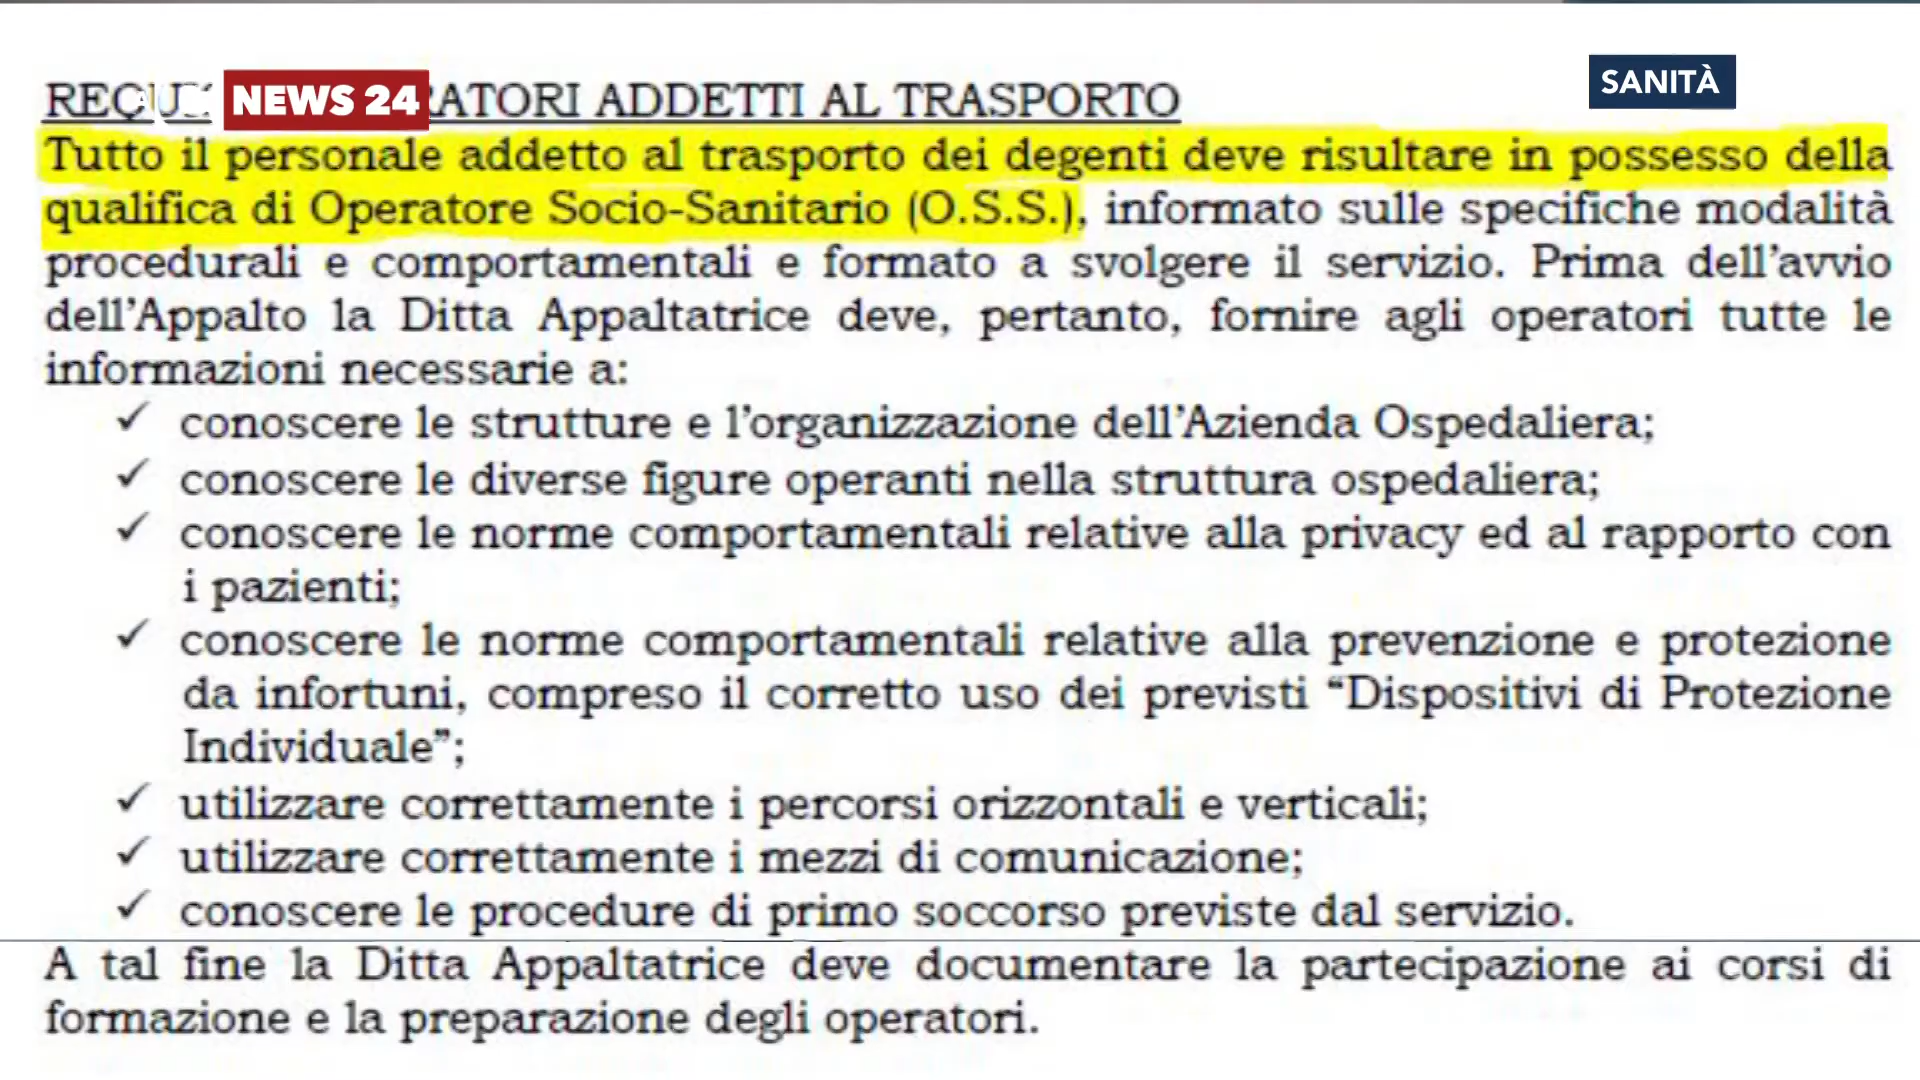 NEWS 24
SANITÀ
ATORI ADDETTI AL TRASPORTO
Tutto il personale addetto al trasporto dei degenti deve risultare in possesso della
qualifica di Operatore Socio-Sanitario (O.S.S.), informato sulle specifiche modalità
procedurali e comportamentali e formato a svolgere il servizio. Prima dell'avvio
dell'Appalto la Ditta Appaltatrice deve, pertanto, fornire agli operatori tutte le
informazioni necessarie a:
✓ conoscere le strutture e l'organizzazione dell'Azienda Ospedaliera;
✓ conoscere le diverse figure operanti nella struttura ospedaliera;
✓ conoscere le norme comportamentali relative alla privacy ed al rapporto con
i pazienti;
✓ conoscere le norme comportamentali relative alla prevenzione e protezione
da infortuni, compreso il corretto uso dei previsti “Dispositivi di Protezione
Individuale”;
✓ utilizzare correttamente i percorsi orizzontali e verticali;
✓ utilizzare correttamente i mezzi di comunicazione;
✓ conoscere le procedure di primo soccorso previste dal servizio.
A tal fine la Ditta Appaltatrice deve documentare la partecipazione ai corsi di
formazione e la preparazione degli operatori.